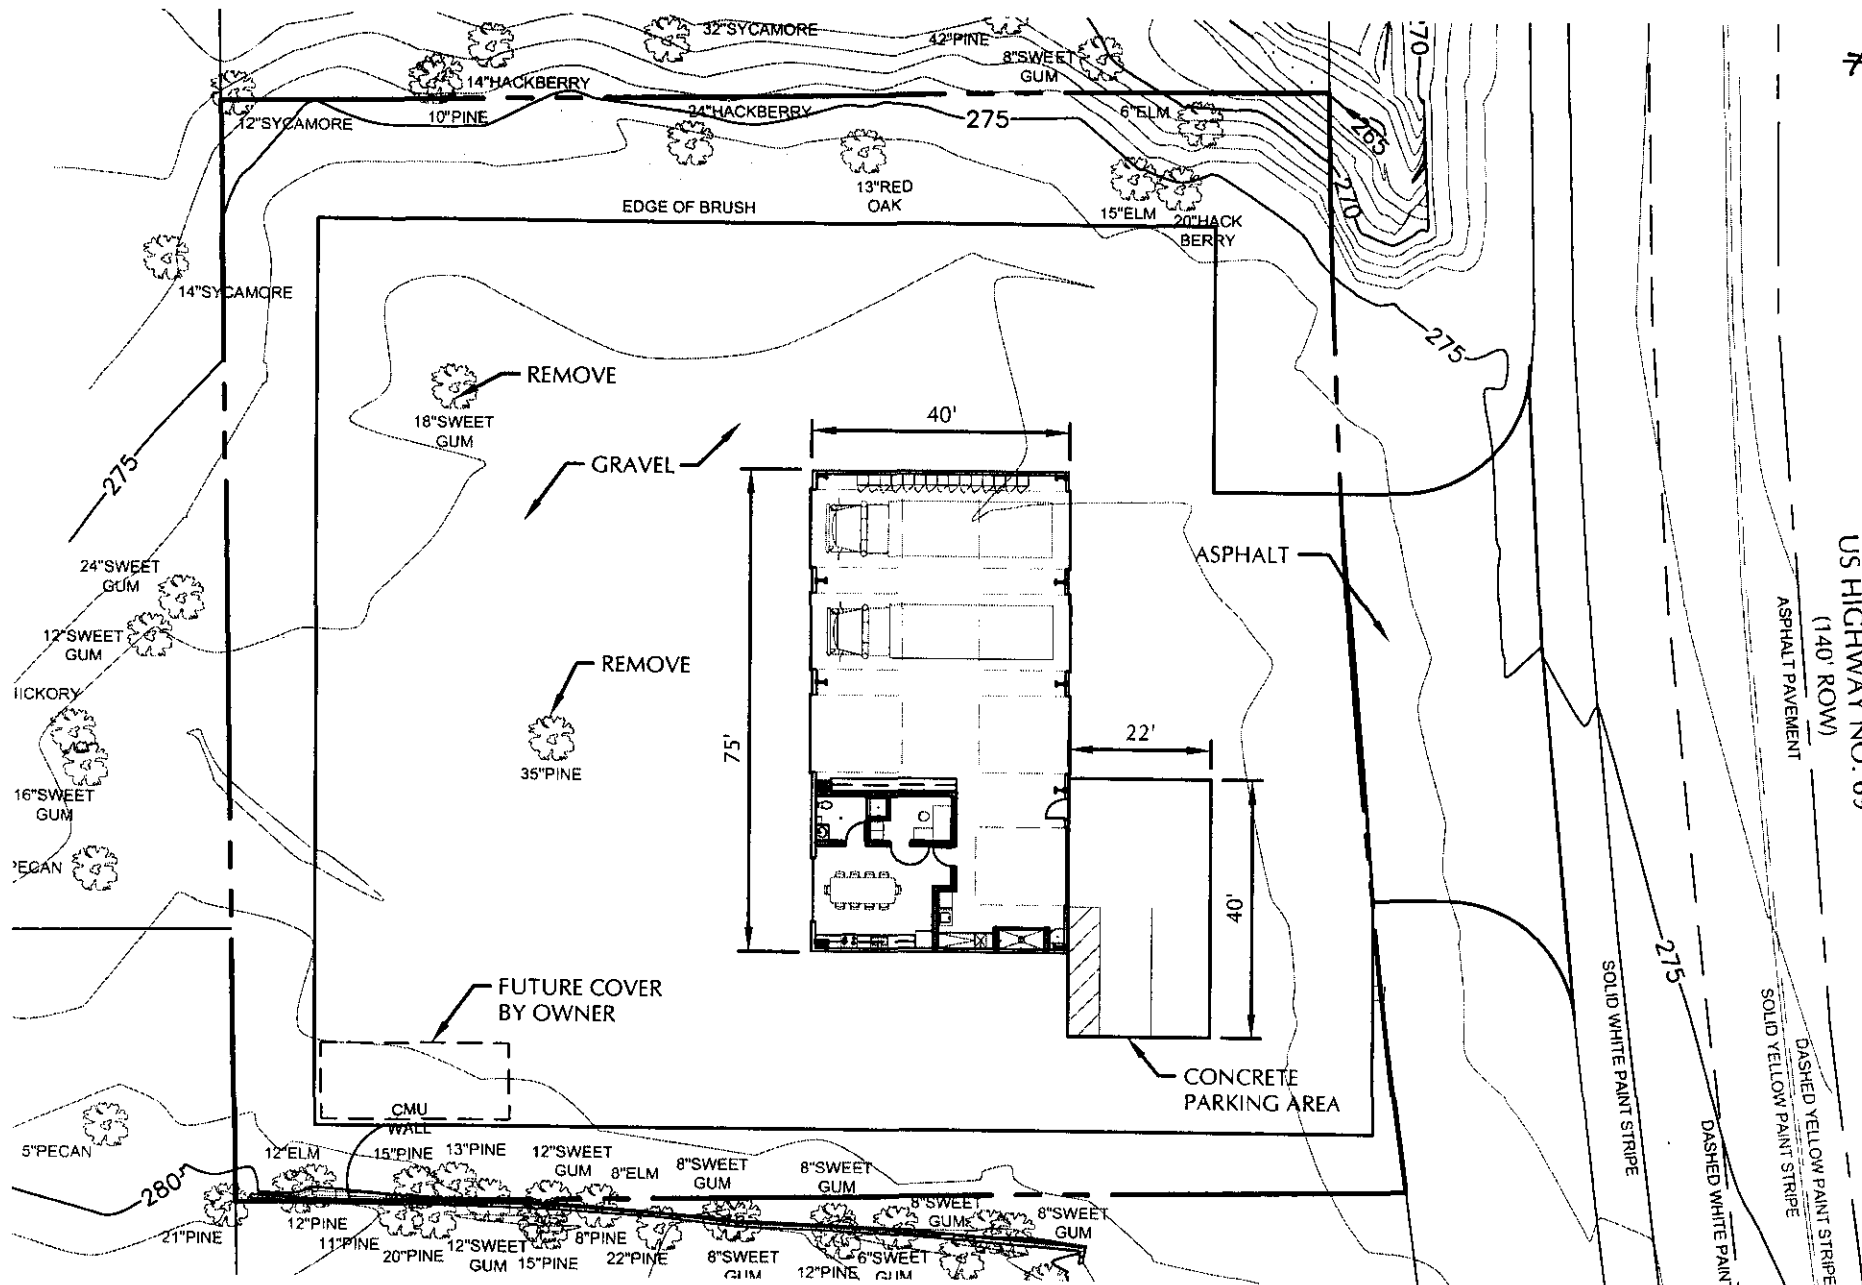 32"SYCAMORE
42"PINE
8"SWEET
GUM
270
14"HACKBERRY
12"SYCAMORE
10"PINE
24"HACKBERRY
275
6"ELM
265
13"RED
OAK
15"ELM
270
20"HACK
BERRY
EDGE OF BRUSH
14"SYCAMORE
275
REMOVE
18"SWEET
GUM
40'
GRAVEL
275
ASPHALT
US HIGHWAY NO.
(140' ROW)
ASPHALT PAVEMENT
24"SWEET
GUM
12"SWEET
GUM
REMOVE
35"PINE
75'
22'
16"SWEET
GUM
40'
FUTURE COVER
BY OWNER
CONCRETE
PARKING AREA
275
SOLID WHITE PAINT STRIPE
SOLID YELLOW PAINT STRIPE
DASHED YELLOW PAINT STRIPE
DASHED WHITE PAIN
CMU
WALL
5"PECAN
280
12"ELM
15"PINE
13"PINE
12"SWEET
GUM
8"ELM
8"SWEET
GUM
8"SWEET
GUM
8"SWEET
GUM
8"SWEET
GUM
21"PINE
12"PINE
11"PINE
20"PINE
12"SWEET
GUM
15"PINE
8"PINE
22"PINE
8"SWEET
GUM
12"PINE
6"SWEET
GUM